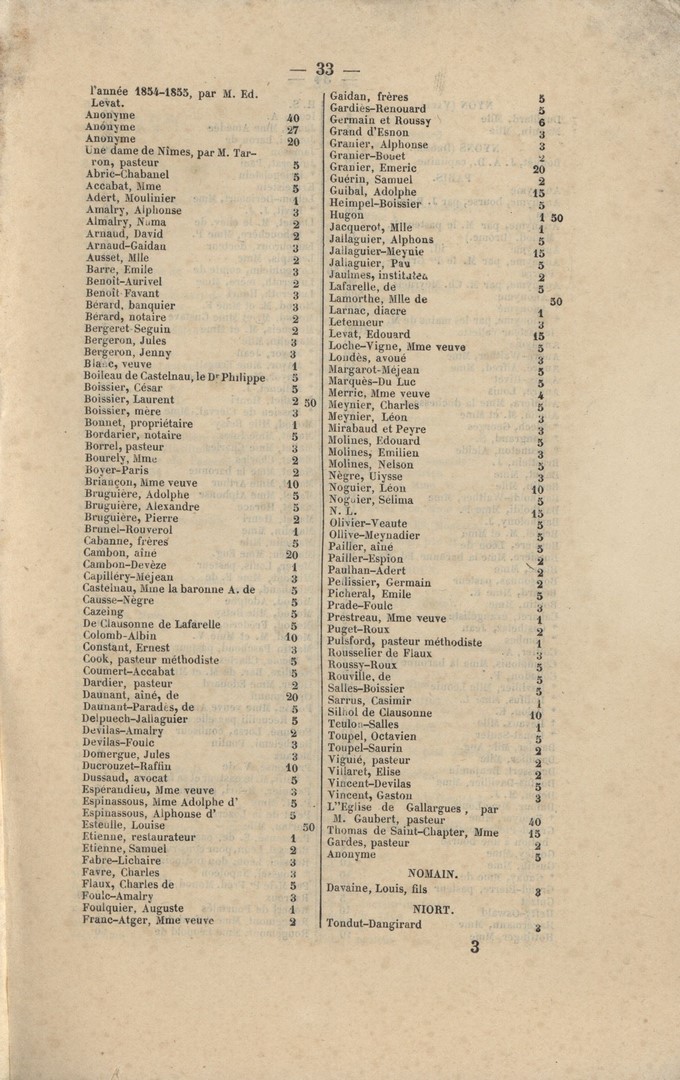 — 33 —
l'année 1854-1855, par M. Ed.
Levat.
Anonyme 40
Anonyme 27
Anonyme 20
Une dame de Nîmes, par M. Tar-
ron, pasteur 5
Abric-Chabanel 5
Accabat, Mme 5
Adert, Moulinier 1
Amalry, Alphonse 3
Almalry, Numa 2
Arnaud, David 2
Arnaud-Gaidan 3
Ausset, Mlle 2
Barre, Emile 3
Benoît-Aurivel 2
Benoît Favant 3
Bérard, banquier 3
Bérard, notaire 2
Bergeret-Seguin 2
Bergeron, Jules 3
Bergeron, Jenny 3
Blanc, veuve 1
Boileau de Castelnau, le Dr Philippe 5
Boissier, César 5
Boissier, Laurent 2 50
Boissier, mère 3
Bonnet, propriétaire 1
Bordarier, notaire 5
Borrel, pasteur 3
Bourely, Mme 2
Boyer-Paris 2
Briançon, Mme veuve 10
Bruguière, Adolphe 5
Bruguière, Alexandre 5
Bruguière, Pierre 2
Brunel-Rouverol 1
Cabanne, frères 5
Cambon, aîné 20
Cambon-Devèze 1
Capilléry-Méjean 3
Castelnau, Mme la baronne A. de 5
Causse-Nègre 5
Cazeing 5
De Clausonne de Lafarelle 5
Colomb-Albin 10
Constant, Ernest 3
Cook, pasteur méthodiste 5
Coumert-Accabat 5
Dardier, pasteur 2
Daunant, aîné, de 20
Daunant-Paradès, de 5
Delpuech-Jallaguier 5
Devilas-Amalry 2
Devilas-Foulc 3
Domergue, Jules 3
Ducrouzet-Raffin 10
Dussaud, avocat 5
Espérandieu, Mme veuve 3
Espinassous, Mme Adolphe d' 5
Espinassous, Alphonse d' 5
Esteulle, Louise 50
Etienne, restaurateur 1
Etienne, Samuel 2
Fabre-Lichaire 3
Favre, Charles 3
Flaux, Charles de 5
Foulc-Amalry 3
Foulquier, Auguste 1
Franc-Atger, Mme veuve 2
Gaidan, frères 5
Gardies-Renouard 5
Germain et Roussy 6
Grand d'Esnon 3
Granier, Alphonse 3
Granier-Bouet 2
Granier, Emeric 20
Guérin, Samuel 2
Guibal, Adolphe 15
Heimpel-Boissier 5
Hugon 1 50
Jacquerot, Mlle 1
Jallaguier, Alphons 5
Jallaguier-Meynie 15
Jallaguier, Pau 5
Jaulmes, 2
Lafarelle, de 5
Lamorthe, Mlle de 50
Larnac, diacre 1
Letenneur 3
Levat, Edouard 15
Loche-Vigne, Mme veuve 5
Londès, avoué 3
Margarot-Méjean 5
Marquès-Du Luc 5
Merric, Mme veuve 4
Meynier, Charles 5
Meynier, Léon 3
Mirabaud et Peyre 3
Molines, Edouard 5
Molines, Emilien 3
Molines, Nelson 5
Nègre, Ulysse 3
Noguier, Léon 10
Noguier, Sélima 5
N. L. 15
Olivier-Veaute 5
Ollive-Meynadier 5
Pailler, aîné 5
Pailler-Espion 2
Paulhan-Adert 2
Pélissier, Germain 2
Picheral, Emile 5
Prade-Foulc 3
Prestreau, Mme veuve 1
Puget-Roux 2
Pulsford, pasteur méthodiste 1
Rousselier de Flaux 3
Roussy-Roux 5
Rouville, de 5
Salles-Boissier 5
Sarrus, Casimir 1
Silhol de Clausonne 10
Teulon-Salles 1
Toupel, Octavien 5
Toupel-Saurin 2
Viguié, pasteur 2
Villaret, Elise 2
Vincent-Devilas 5
Vincent, Gaston 3
L''Eglise de Gallargues, par
M. Gaubert, pasteur 40
Thomas de Saint-Chapter, Mme 15
Gardes, pasteur 2
Anonyme 5
NOMAIN.
Davaine, Louis, fils 3
NIORT.
Tondut-Dangirard 3
3